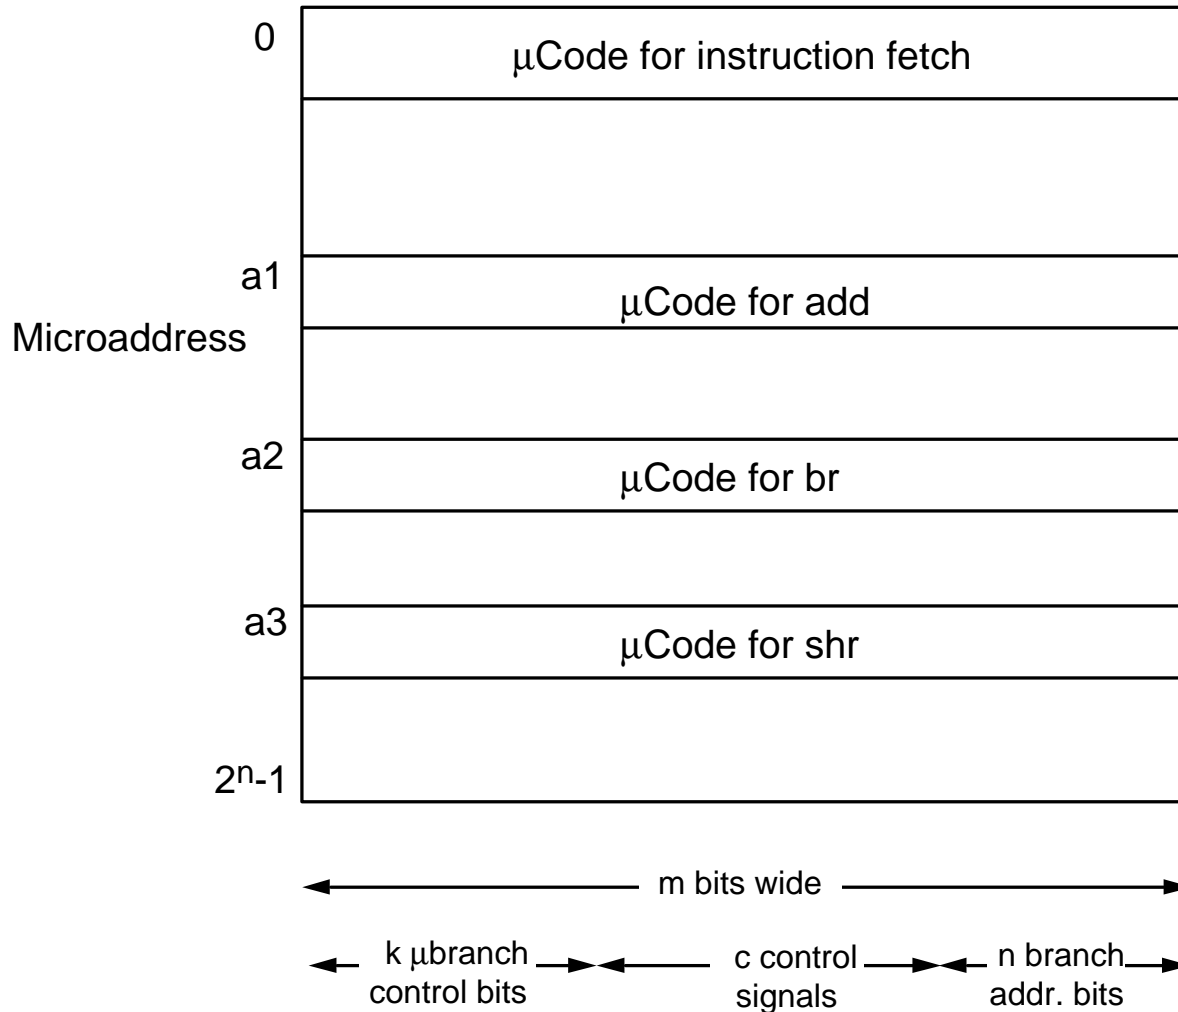 0
μCode for instruction fetch
a1
μCode for add
Microaddress
a2
μCode for br
a3
μCode for shr
2ⁿ-1
m bits wide
k μbranch
control bits
c control
signals
n branch
addr. bits